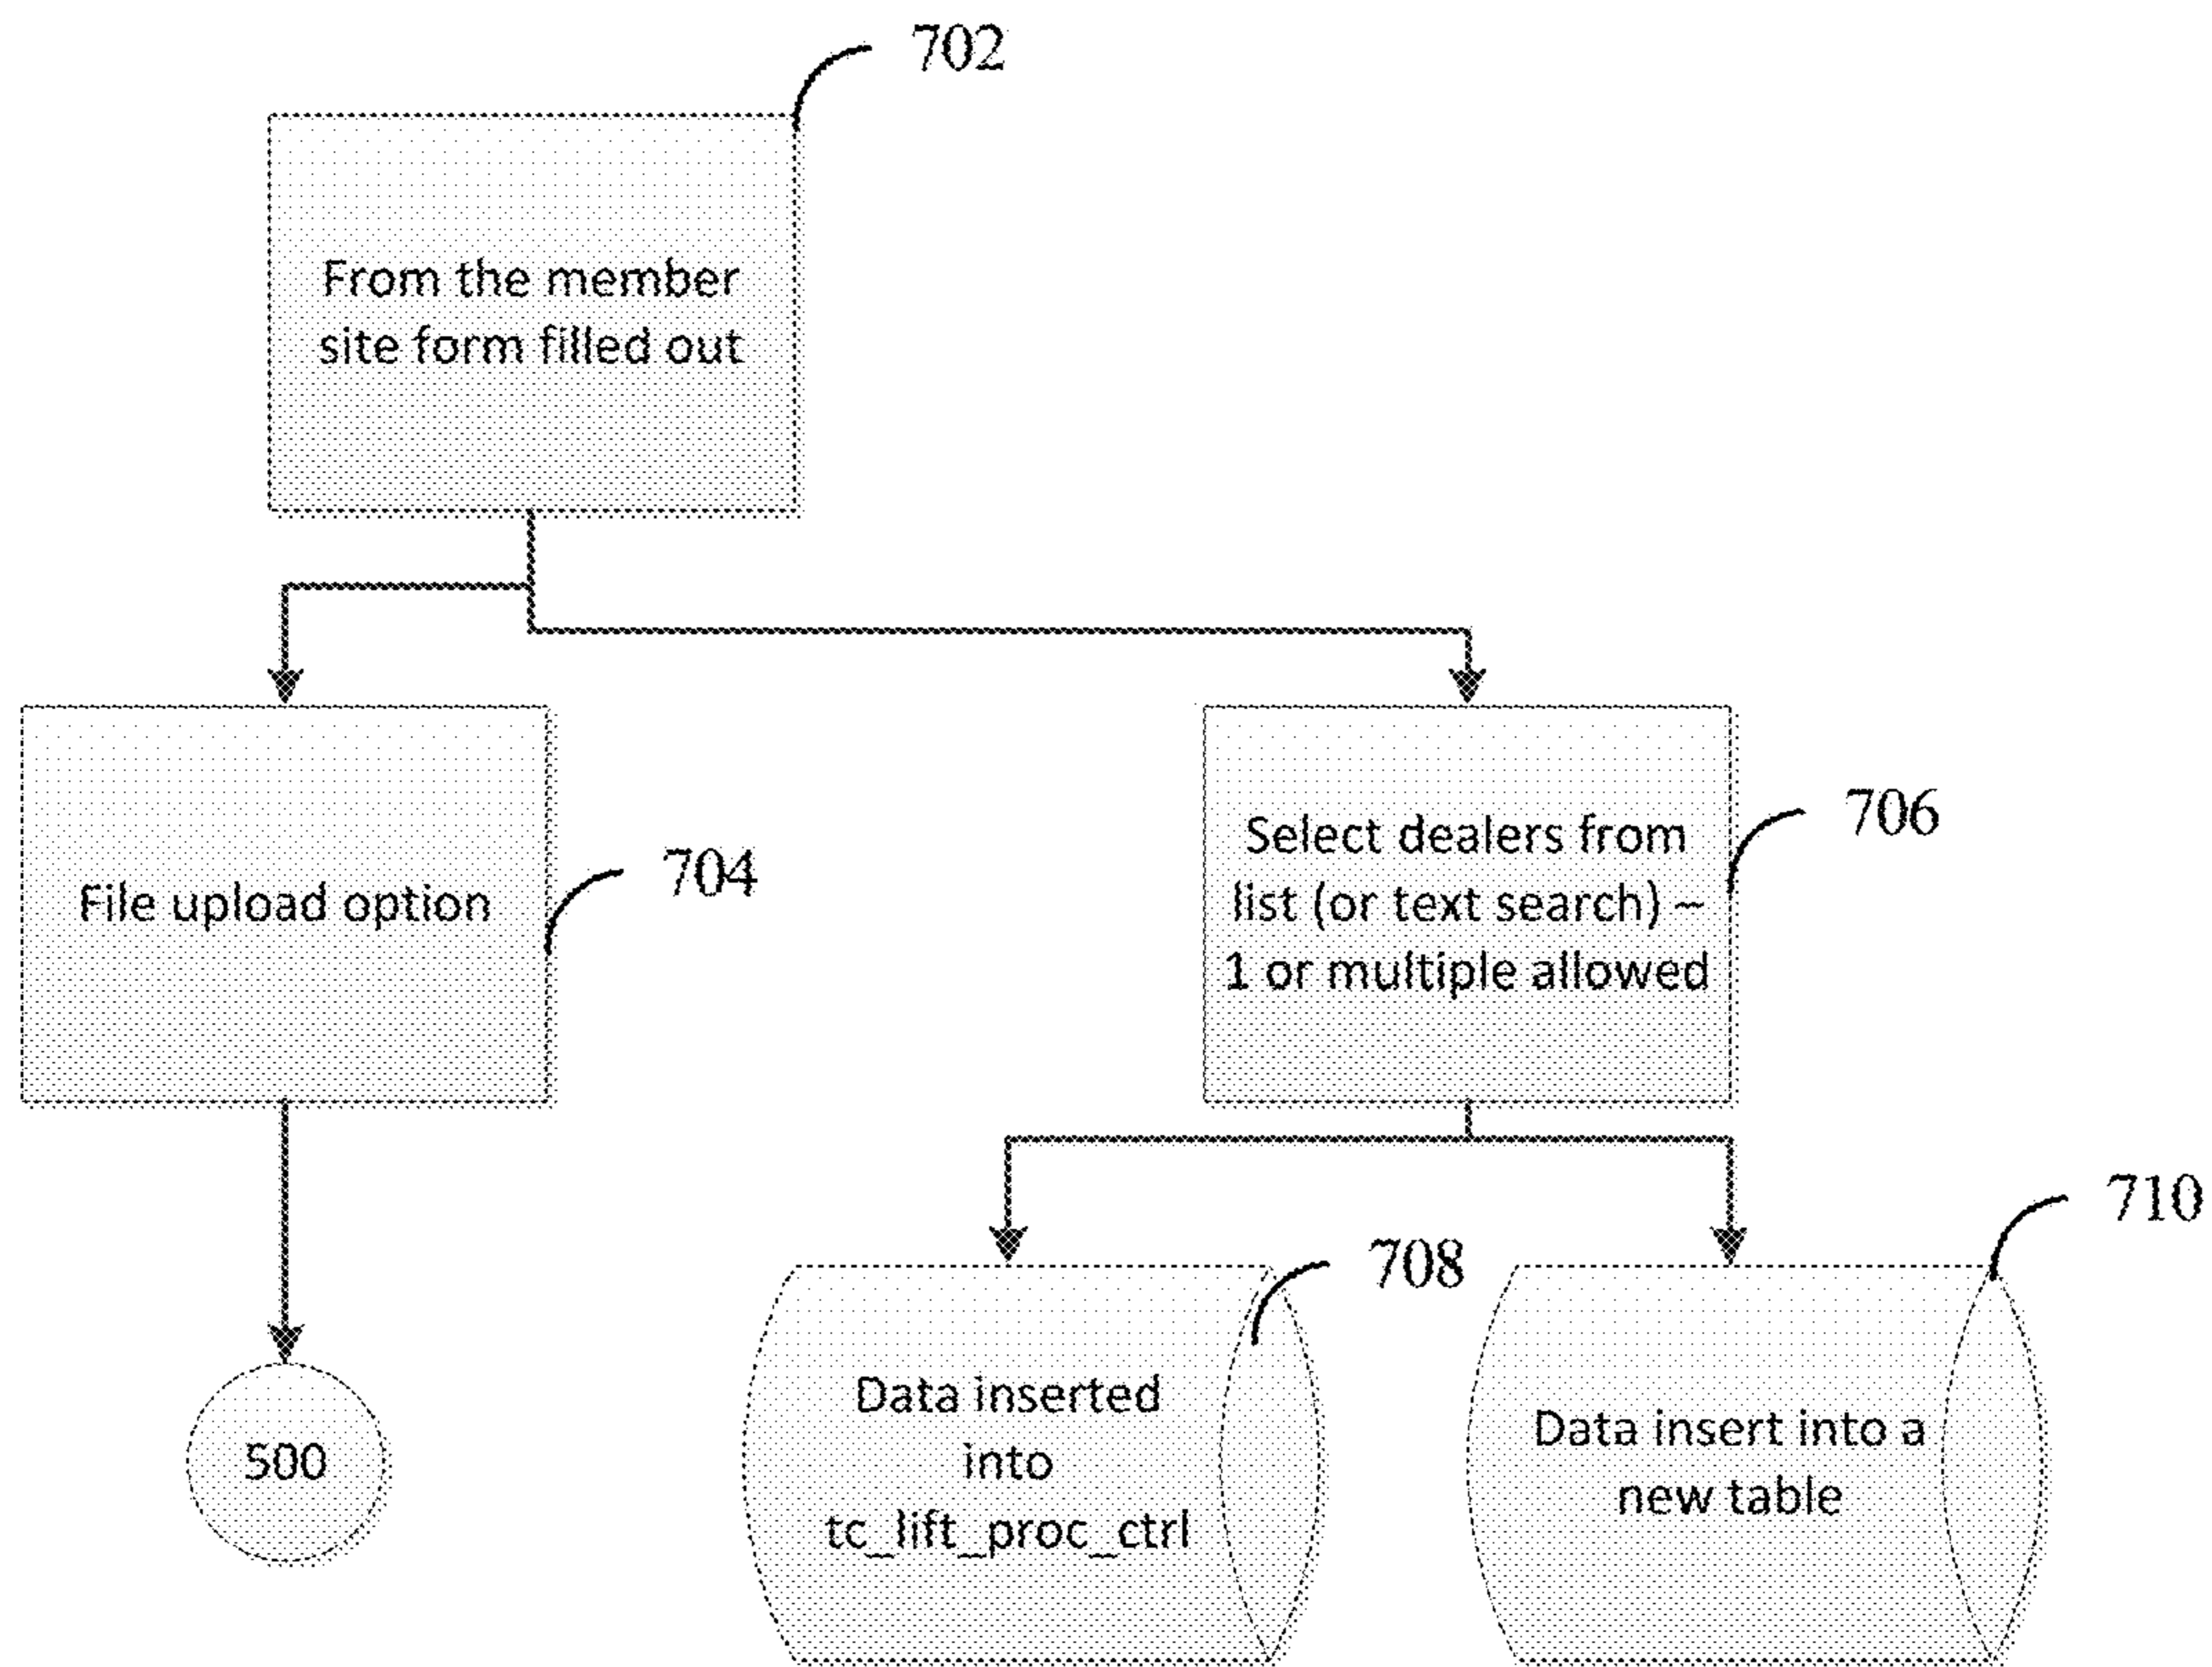 702
From the member
site form filled out
File upload option
704
Select dealers from
list (or text search) –
1 or multiple allowed
706
500
Data inserted
into
tc_lift_proc_ctrl
708
Data insert into a
new table
710